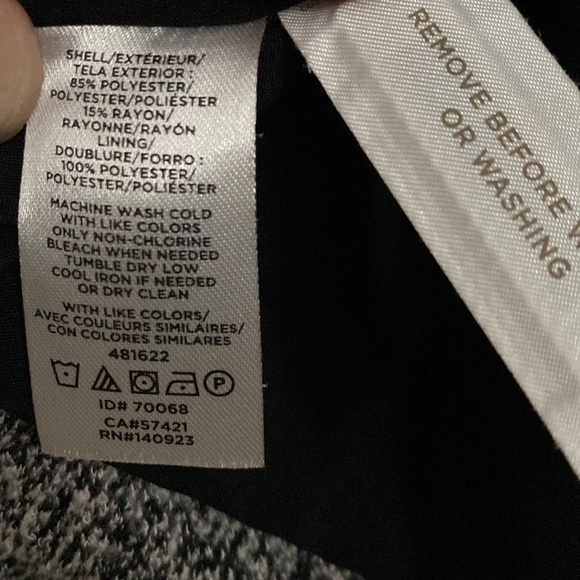 SHELL/EXTÉRIEUR/
TELA EXTERIOR :
85% POLYESTER/
POLYESTER/POLIÉSTER
15% RAYON/
RAYONNE/RAYÓN
LINING/
DOUBLURE/FORRO :
100% POLYESTER/
POLYESTER/POLIÉSTER
MACHINE WASH COLD
WITH LIKE COLORS
ONLY NON-CHLORINE
BLEACH WHEN NEEDED
TUMBLE DRY LOW
COOL IRON IF NEEDED
OR DRY CLEAN
WITH LIKE COLORS/
AVEC COULEURS SIMILAIRES/
CON COLORES SIMILARES
481622
P
ID# 70068
CA#57421
RN#140923
REMOVE BEFORE W
OR WASHING